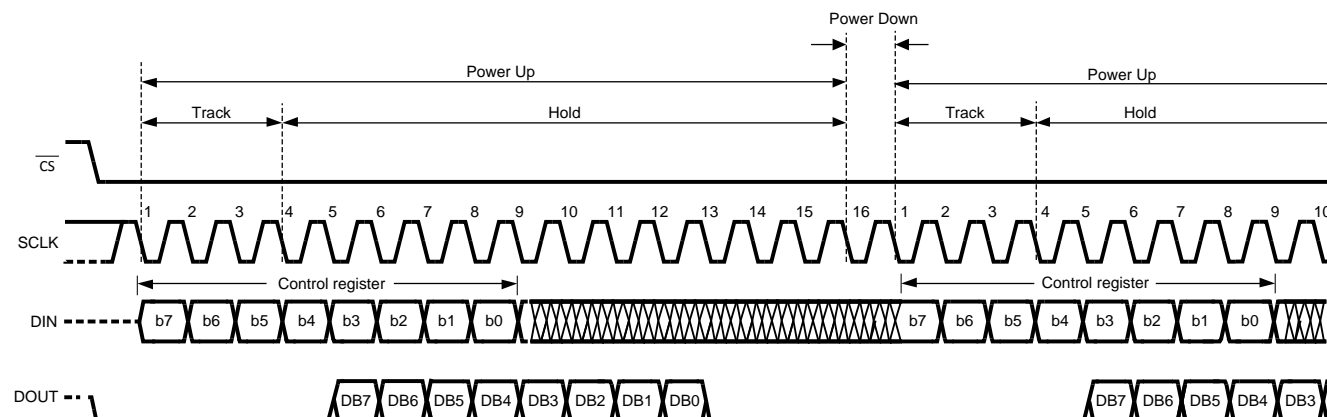 Power Down
Power Up
Power Up
Track Hold Track Hold
CS
1 2 3 4 5 6 7 8 9 10 11 12 13 14 15 16 1 2 3 4 5 6 7 8 9 10
SCLK
Control register Control register
DIN b7 b6 b5 b4 b3 b2 b1 b0 b7 b6 b5 b4 b3 b2 b1 b0
DOUT DB7 DB6 DB5 DB4 DB3 DB2 DB1 DB0 DB7 DB6 DB5 DB4 DB3